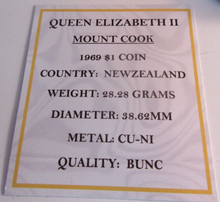 QUEEN ELIZABETH II
MOUNT COOK
1969 $1 COIN
COUNTRY: NEWZEALAND
WEIGHT: 28.28 GRAMS
DIAMETER: 38.62MM
METAL: CU-NI
QUALITY: BUNC